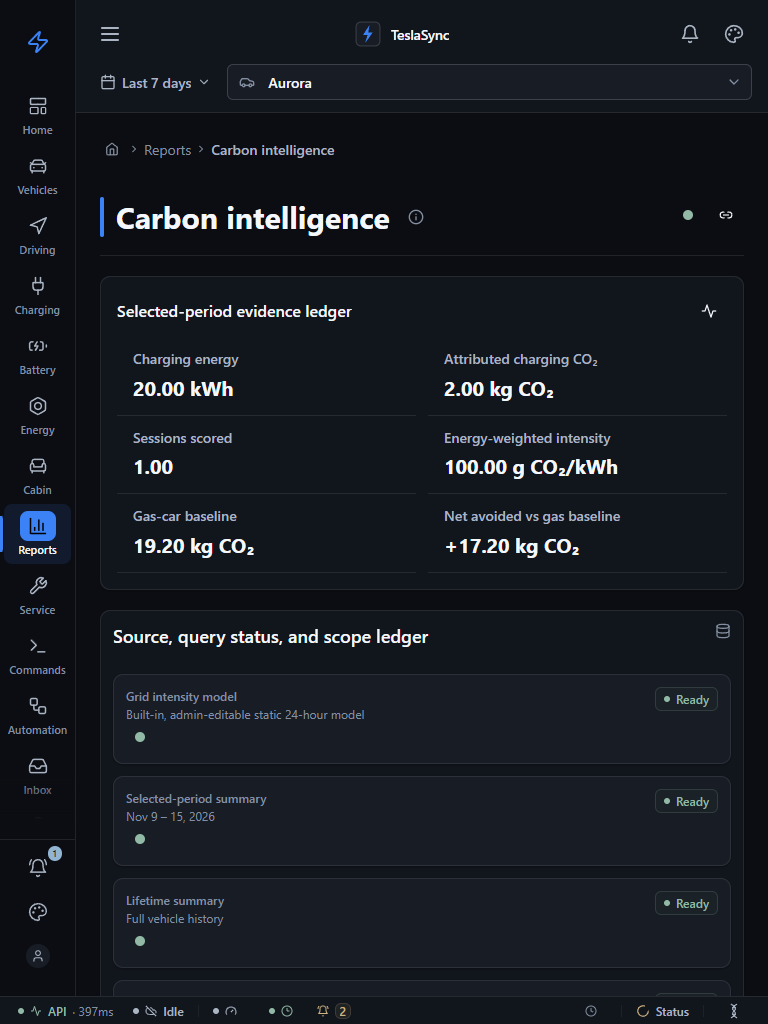 TeslaSync
Last 7 days
Aurora
Home
Vehicles
Driving
Charging
Battery
Energy
Cabin
Reports
Service
Commands
Automation
Inbox
1
Reports
Carbon intelligence
Carbon intelligence
Selected-period evidence ledger
Charging energy
20.00 kWh
Attributed charging CO₂
2.00 kg CO₂
Sessions scored
1.00
Energy-weighted intensity
100.00 g CO₂/kWh
Gas-car baseline
19.20 kg CO₂
Net avoided vs gas baseline
+17.20 kg CO₂
Source, query status, and scope ledger
Grid intensity model
Built-in, admin-editable static 24-hour model
Ready
Selected-period summary
Nov 9 – 15, 2026
Ready
Lifetime summary
Full vehicle history
Ready
API · 397ms
Idle
2
Status